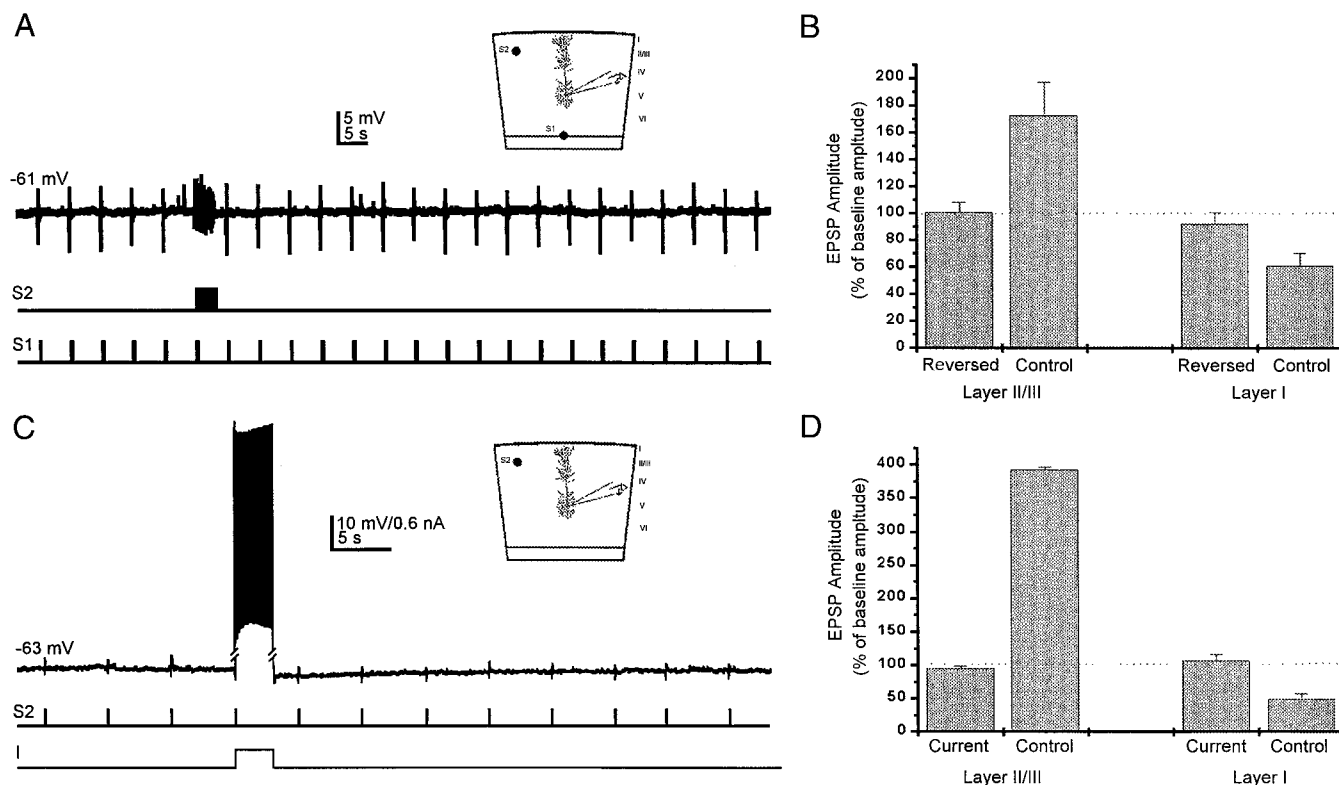 A
S2
I
II/III
IV
V
VI
S1
5 mV
5 s
-61 mV
S2
S1
B
EPSP Amplitude
(% of baseline ampltude)
200
180
160
140
120
100
80
60
40
20
0
Reversed
Control
Reversed
Control
Layer II/III
Layer I
C
S2
I
II/III
IV
V
VI
10 mV/0.6 nA
5 s
-63 mV
S2
I
D
EPSP Amplitude
(% of baseline amplitude)
400
350
300
250
200
150
100
50
0
Current
Control
Current
Control
Layer II/III
Layer I